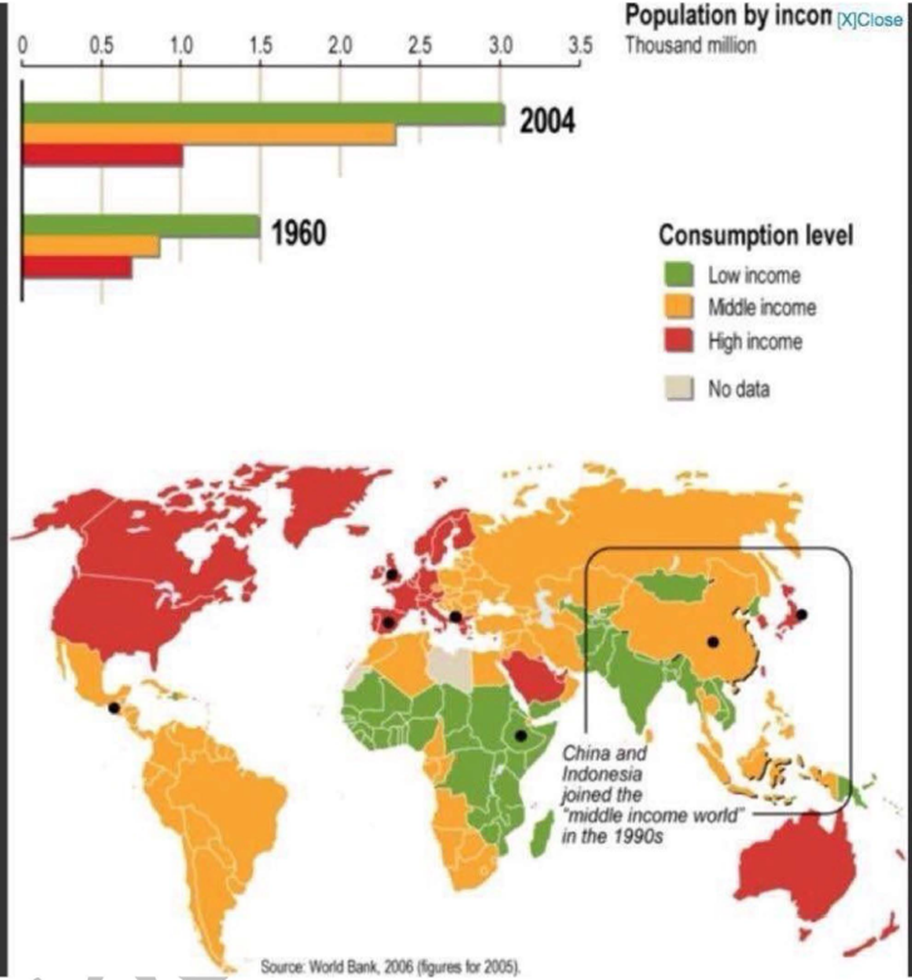 Population by incom [X]Close
Thousand million
0 0.5 1.0 1.5 2.0 2.5 3.0 3.5
2004
1960
Consumption level
Low income
Middle income
High income
No data
China and
Indonesia
joined the
“middle income world”
in the 1990s
Source: World Bank, 2006 (figures for 2005).